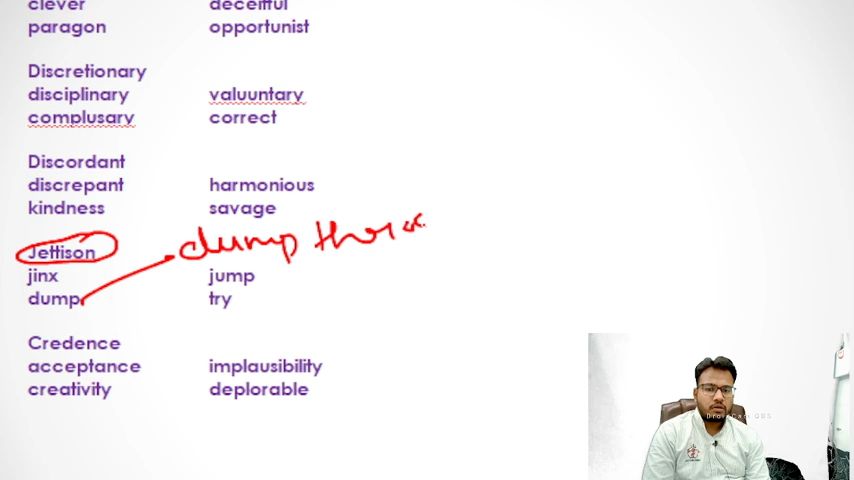 clever deceitful
paragon opportunist
Discretionary
disciplinary valuuntary
complusary correct
Discordant
discrepant harmonious
kindness savage
Jettison dump
jinx jump
dump try
Credence
acceptance implausibility
creativity deplorable